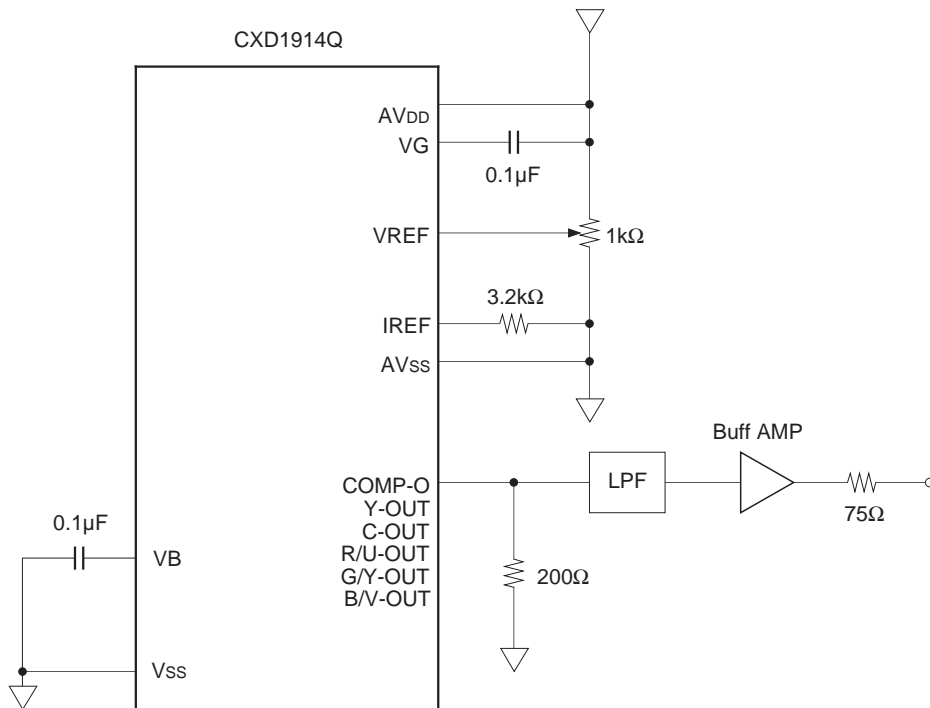 CXD1914Q
AVDD
VG
0.1µF
VREF
1kΩ
3.2kΩ
IREF
AVSS
Buff AMP
COMP-O
LPF
Y-OUT
C-OUT
R/U-OUT
G/Y-OUT
B/V-OUT
75Ω
200Ω
0.1µF
VB
VSS